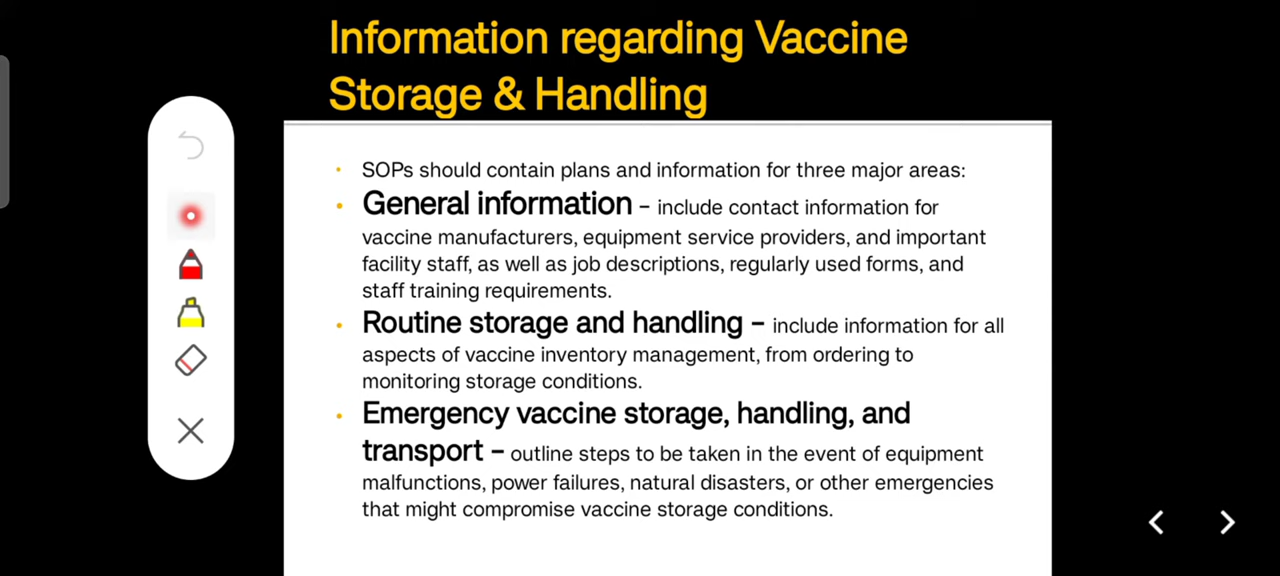 Information regarding Vaccine
Storage & Handling
• SOPs should contain plans and information for three major areas:
• General information – include contact information for
vaccine manufacturers, equipment service providers, and important
facility staff, as well as job descriptions, regularly used forms, and
staff training requirements.
• Routine storage and handling – include information for all
aspects of vaccine inventory management, from ordering to
monitoring storage conditions.
• Emergency vaccine storage, handling, and
transport – outline steps to be taken in the event of equipment
malfunctions, power failures, natural disasters, or other emergencies
that might compromise vaccine storage conditions.